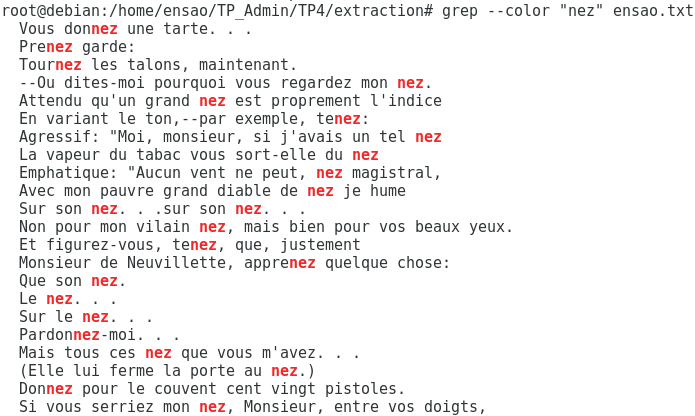 root@debian:/home/ensao/TP_Admin/TP4/extraction# grep --color "nez" ensao.txt
Vous donnez une tarte. . .
Prenez garde:
Tournez les talons, maintenant.
--Ou dites-moi pourquoi vous regardez mon nez.
Attendu qu'un grand nez est proprement l'indice
En variant le ton,--par exemple, tenez:
Agressif: "Moi, monsieur, si j'avais un tel nez
La vapeur du tabac vous sort-elle du nez
Emphatique: "Aucun vent ne peut, nez magistral,
Avec mon pauvre grand diable de nez je hume
Sur son nez. . .sur son nez. . .
Non pour mon vilain nez, mais bien pour vos beaux yeux.
Et figurez-vous, tenez, que, justement
Monsieur de Neuvillette, apprenez quelque chose:
Que son nez.
Le nez. . .
Sur le nez. . .
Pardonnez-moi. . .
Mais tous ces nez que vous m'avez. . .
(Elle lui ferme la porte au nez.)
Donnez pour le couvent cent vingt pistoles.
Si vous serriez mon nez, Monsieur, entre vos doigts,